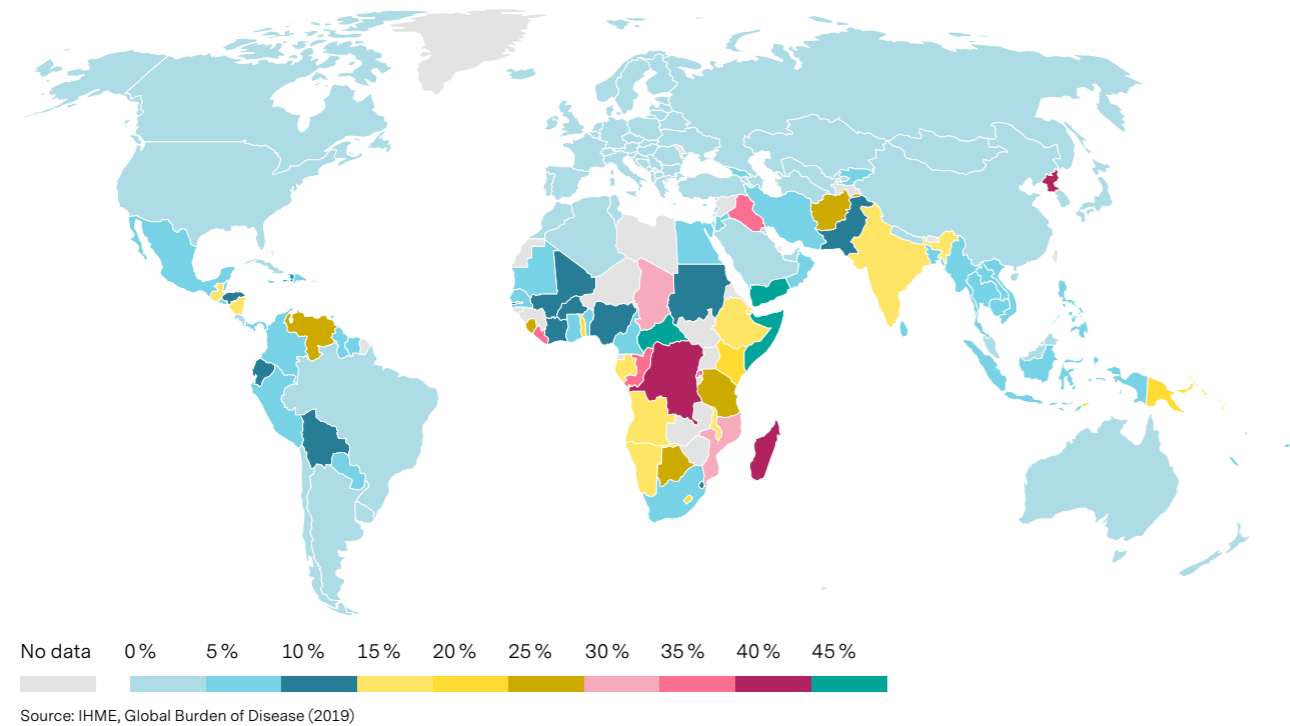 No data 0 % 5 % 10 % 15 % 20 % 25 % 30 % 35 % 40 % 45 %
Source: IHME, Global Burden of Disease (2019)